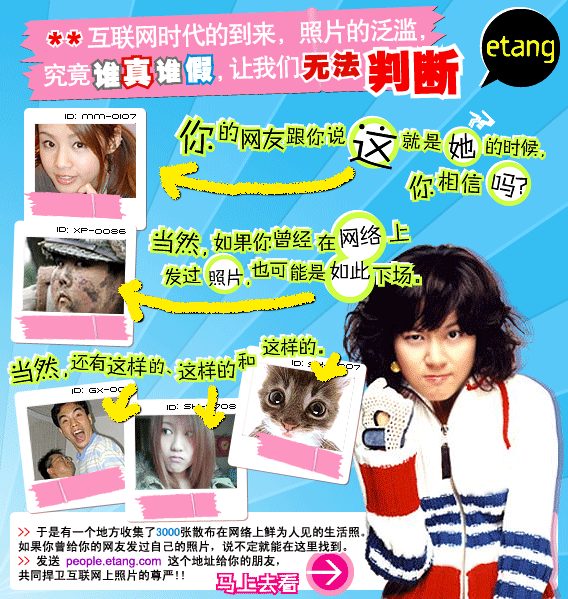 **互联网时代的到来，照片的泛滥，
究竟谁真谁假，让我们无法判断
etang
ID: MM-0107
你的网友跟你说这就是她的时候，
你相信吗?
ID: XP-0086
当然，如果你曾经在网络上
发过照片，也可能是如此下场。
当然，还有这样的、这样的和这样的。
>> 于是有一个地方收集了3000张散布在网络上鲜为人见的生活照。
如果你曾给你的网友发过自己的照片，说不定就能在这里找到。
>> 发送 people.etang.com 这个地址给你的朋友，
共同捍卫互联网上照片的尊严!!
马上去看